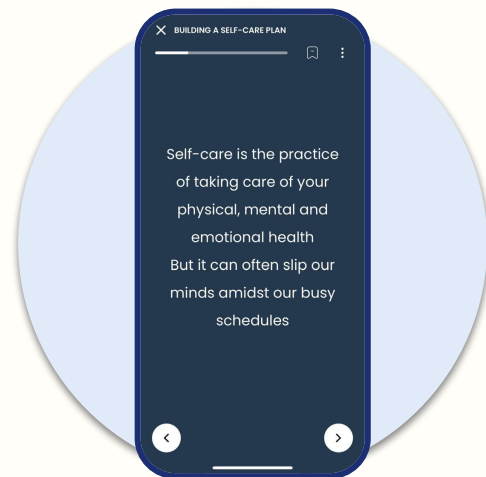 BUILDING A SELF-CARE PLAN
Self-care is the practice
of taking care of your
physical, mental and
emotional health
But it can often slip our
minds amidst our busy
schedules